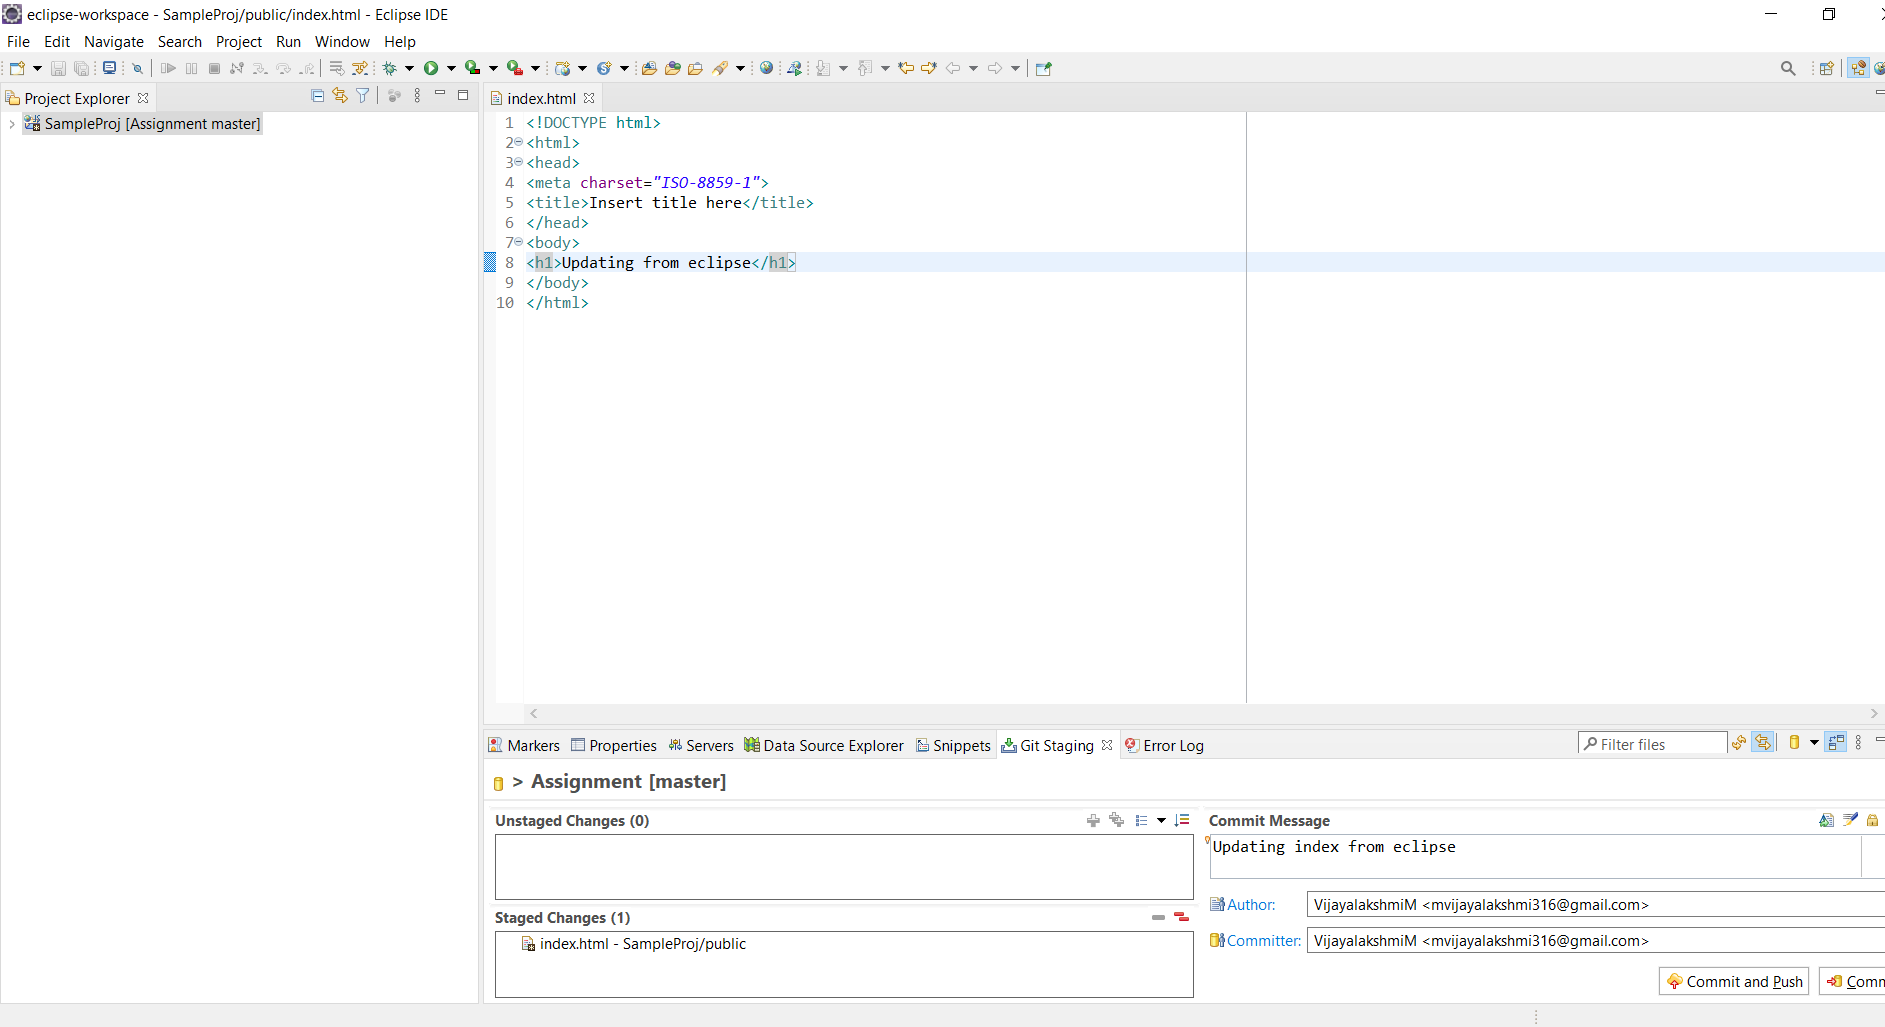 eclipse-workspace - SampleProj/public/index.html - Eclipse IDE
File Edit Navigate Search Project Run Window Help
Project Explorer
SampleProj [Assignment master]
index.html
1 <!DOCTYPE html>
2 <html>
3 <head>
4 <meta charset="ISO-8859-1">
5 <title>Insert title here</title>
6 </head>
7 <body>
8 <h1>Updating from eclipse</h1>
9 </body>
10 </html>
Markers Properties Servers Data Source Explorer Snippets Git Staging Error Log
Filter files
> Assignment [master]
Unstaged Changes (0)
Staged Changes (1)
index.html - SampleProj/public
Commit Message
Updating index from eclipse
Author: VijayalakshmiM <mvijayalakshmi316@gmail.com>
Committer: VijayalakshmiM <mvijayalakshmi316@gmail.com>
Commit and Push Comm